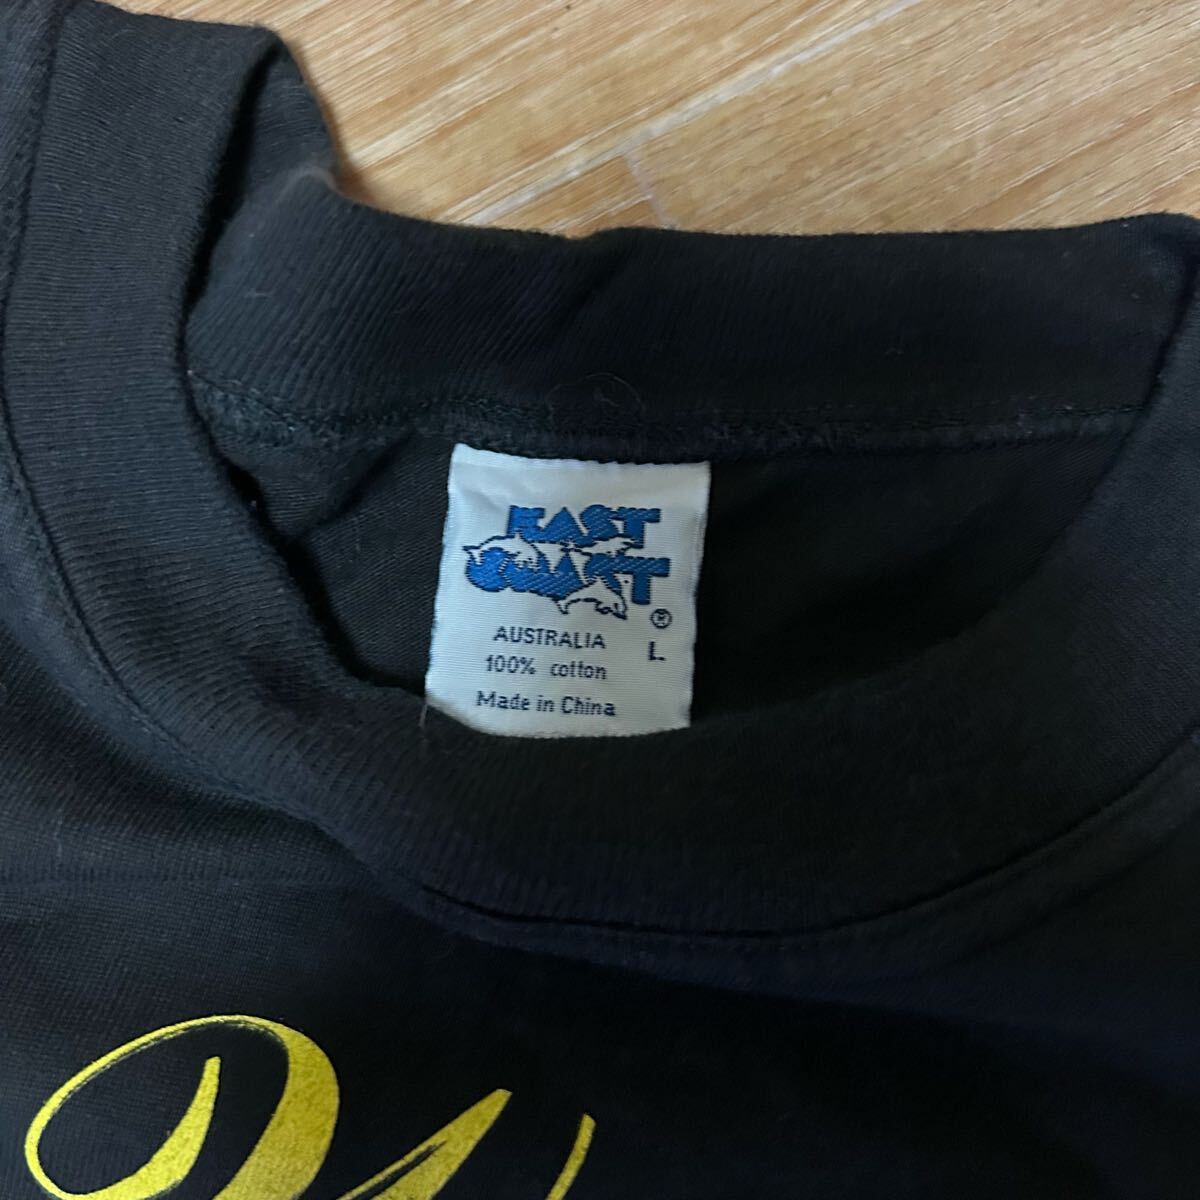 EAST
COAST
®
AUSTRALIA
L
100% cotton
Made in China